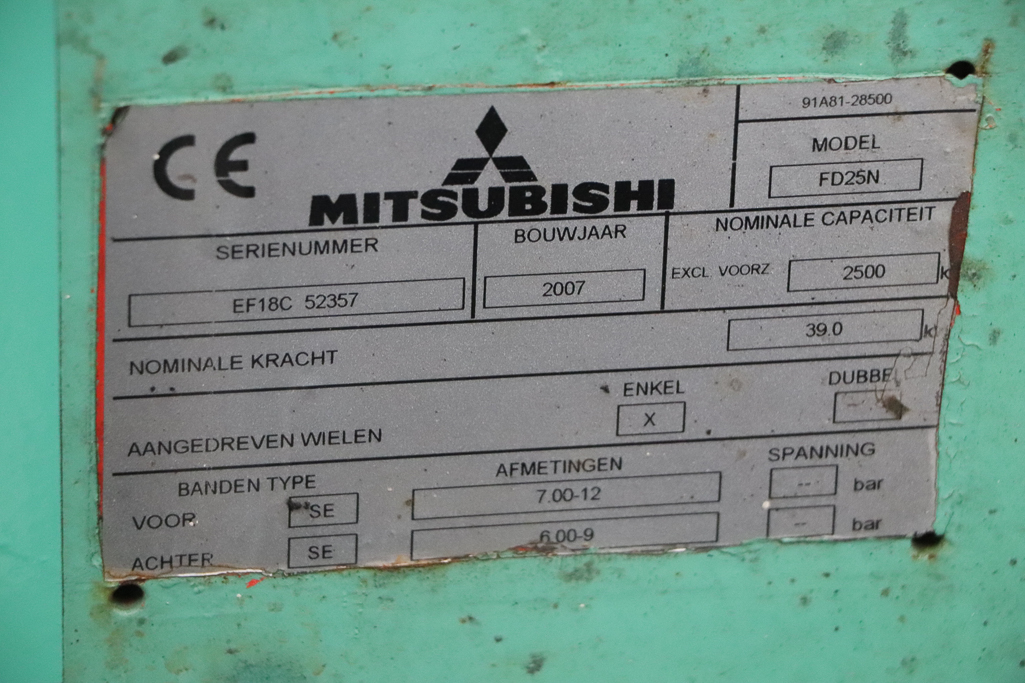 CE
MITSUBISHI
91A81-28500
MODEL
FD25N
SERIENUMMER
EF18C 52357
BOUWJAAR
2007
NOMINALE CAPACITEIT
EXCL. VOORZ. 2500 k
NOMINALE KRACHT 39.0 k
AANGEDREVEN WIELEN
ENKEL
X
DUBBEL
--
BANDEN TYPE AFMETINGEN SPANNING
VOOR SE 7.00-12 -- bar
ACHTER SE 6.00-9 -- bar